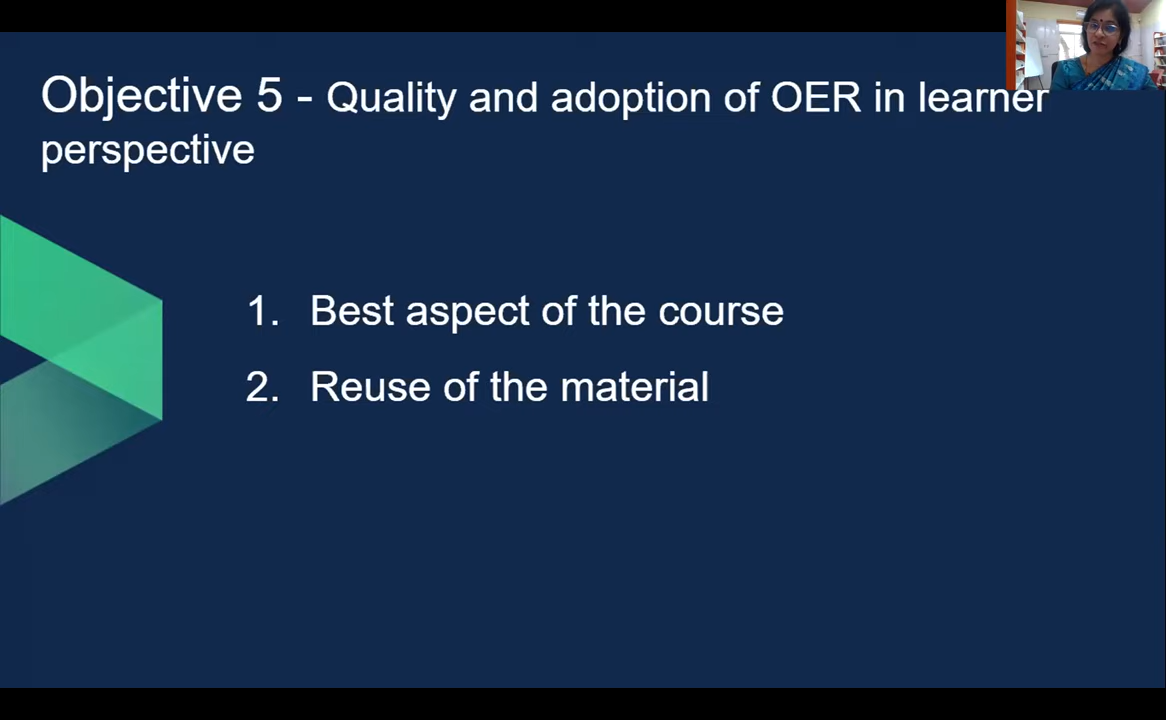 Objective 5 - Quality and adoption of OER in learner
perspective
1. Best aspect of the course
2. Reuse of the material